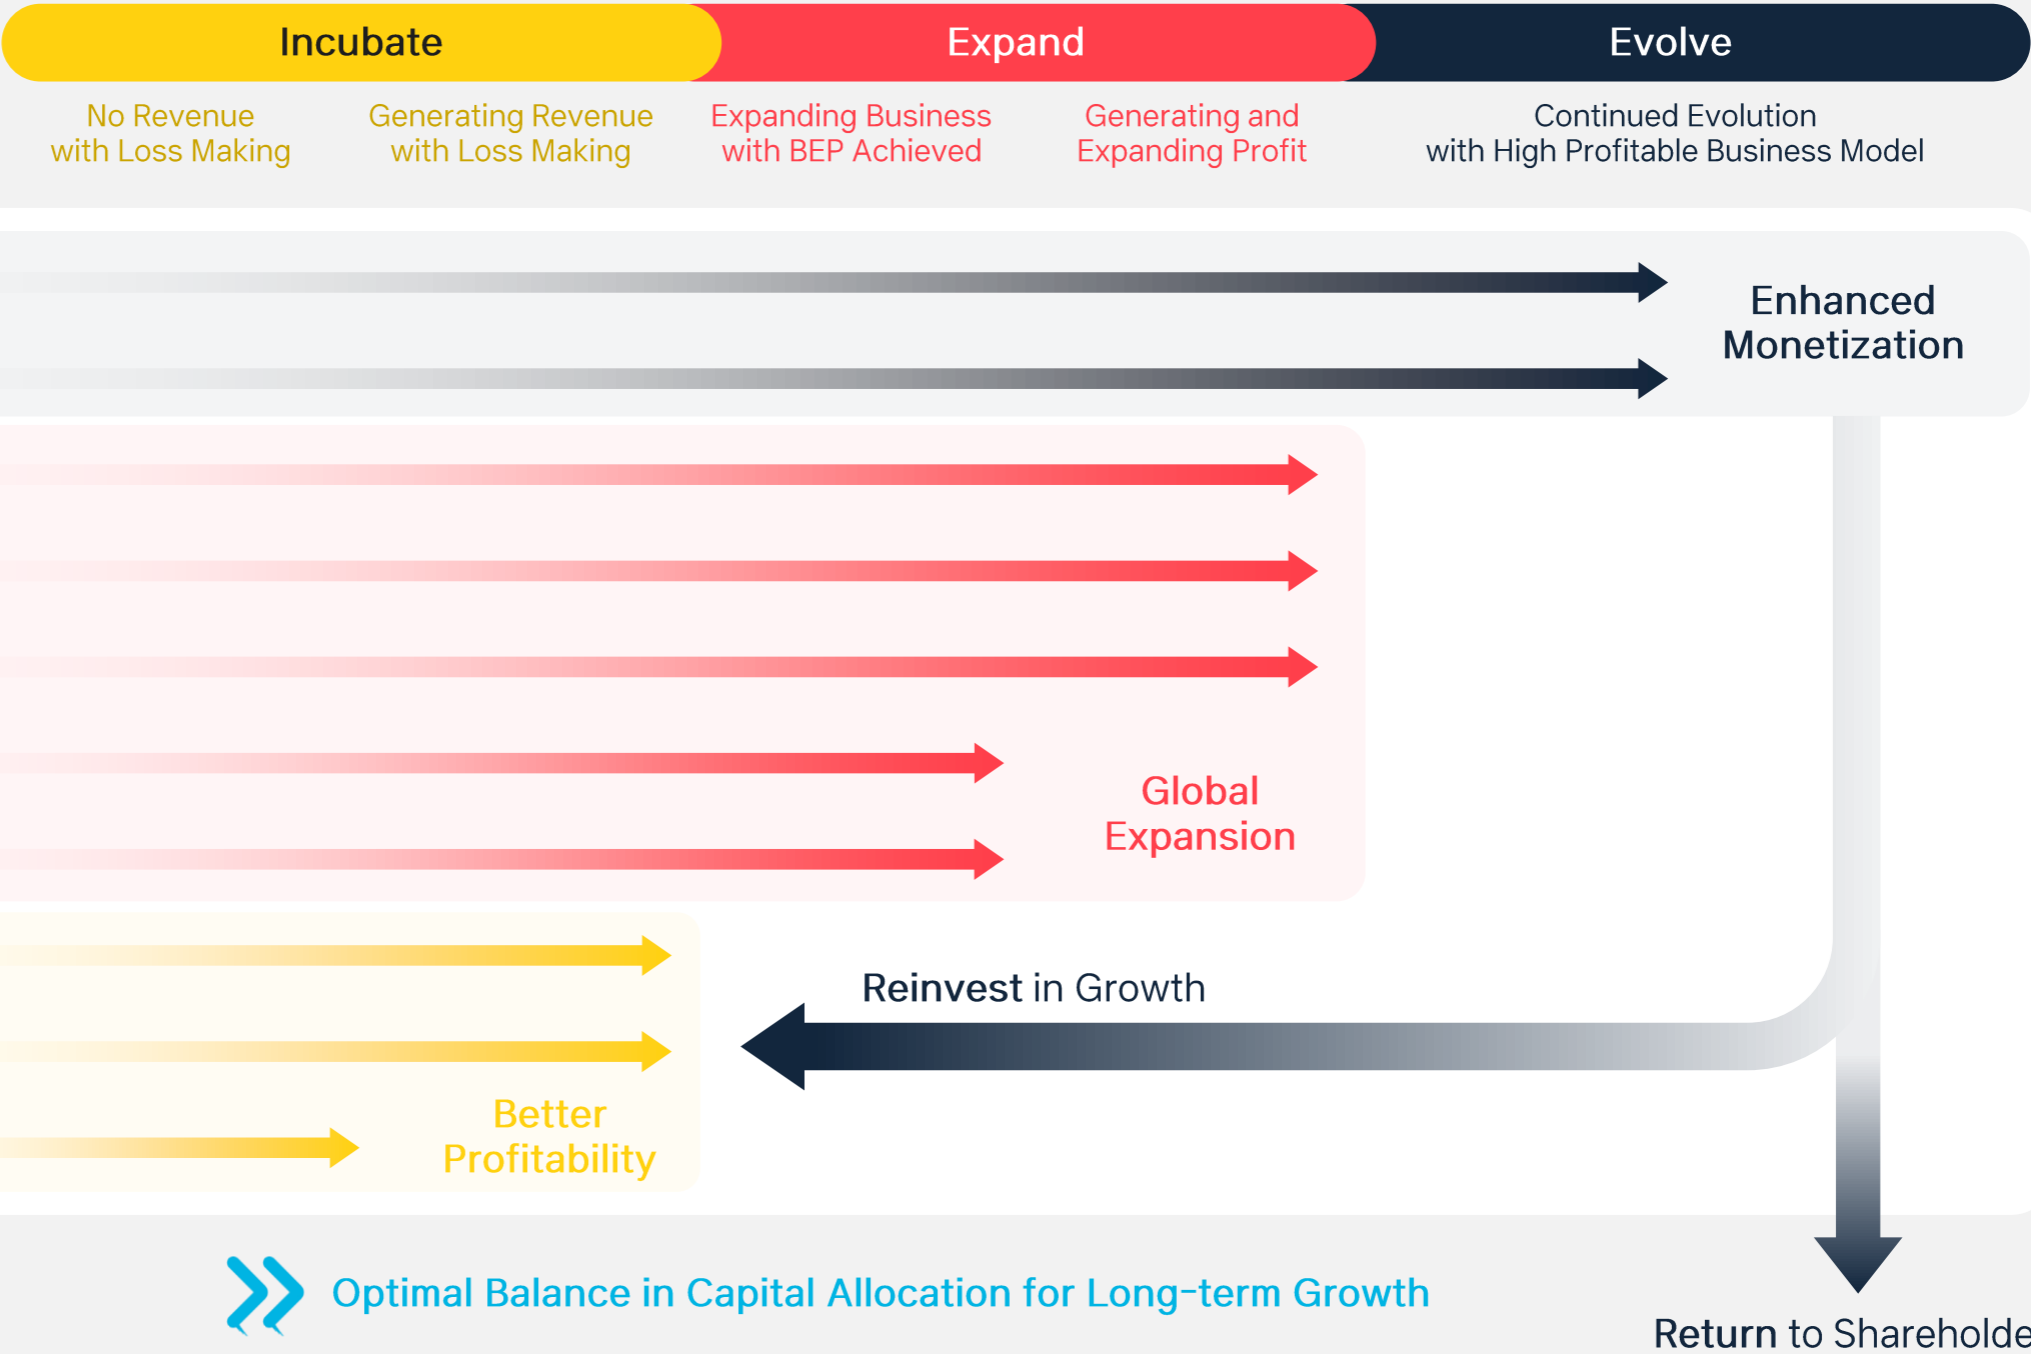 Incubate
Expand
Evolve
No Revenue
with Loss Making
Generating Revenue
with Loss Making
Expanding Business
with BEP Achieved
Generating and
Expanding Profit
Continued Evolution
with High Profitable Business Model
Enhanced
Monetization
Global
Expansion
Reinvest in Growth
Better
Profitability
Optimal Balance in Capital Allocation for Long-term Growth
Return to